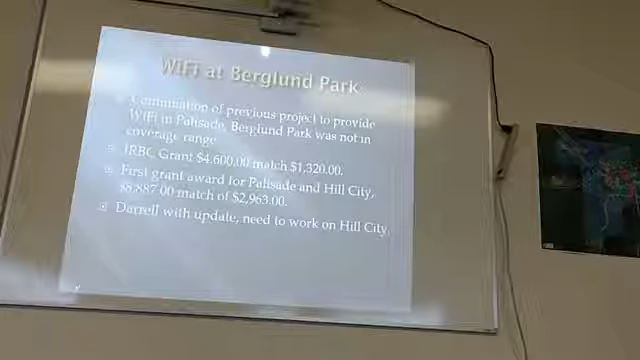 WiFi at Berglund Park
Continuation of previous project to provide
WiFi in Palisade, Berglund Park was not in
coverage range
IRBC Grant $4,600.00 match $1,320.00.
First grant award for Palisade and Hill City,
$8,887.00 match of $2,963.00.
Darrell with update, need to work on Hill City.